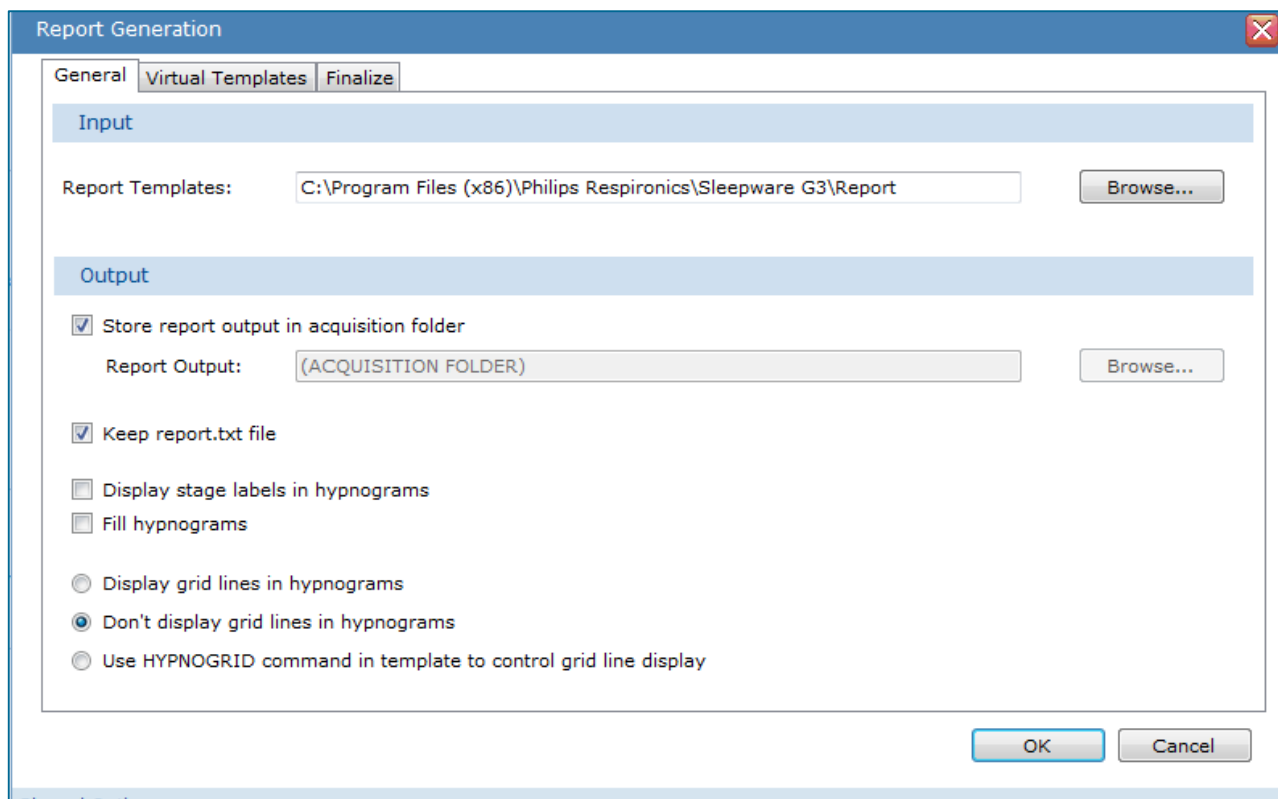 Report Generation
General Virtual Templates Finalize
Input
Report Templates: C:\Program Files (x86)\Philips Respironics\Sleepware G3\Report Browse...
Output
Store report output in acquisition folder
Report Output: (ACQUISITION FOLDER) Browse...
Keep report.txt file
Display stage labels in hypnograms
Fill hypnograms
Display grid lines in hypnograms
Don't display grid lines in hypnograms
Use HYPNOGRID command in template to control grid line display
OK Cancel